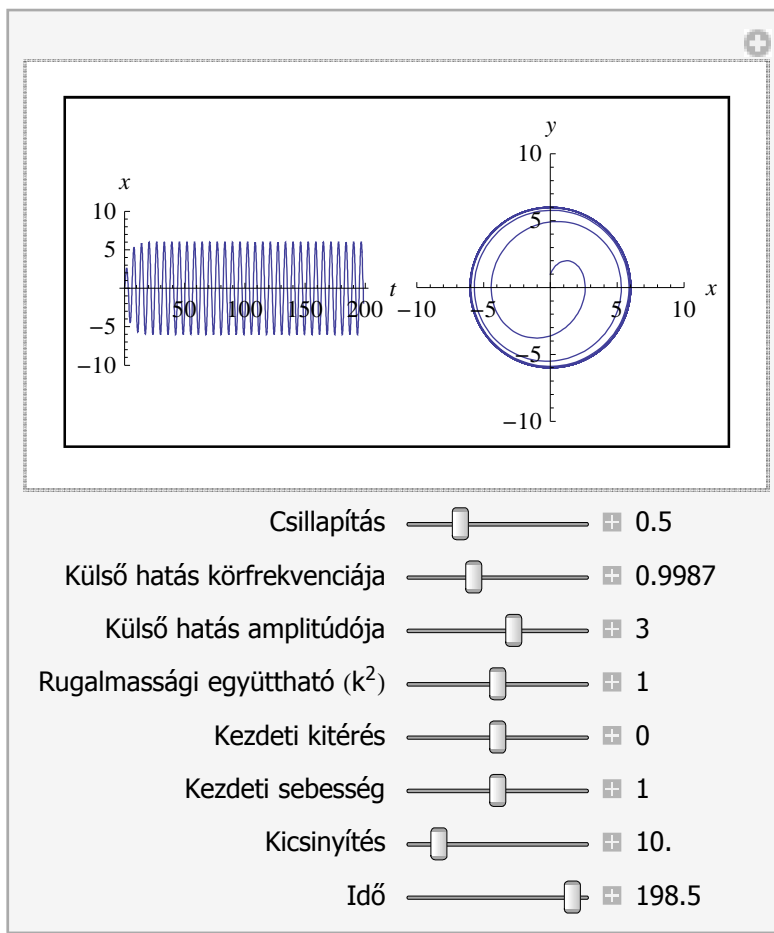 y
10
x
10
5
5
50 100 150 200 t −10 −5 5 10 x
−5
−5
−10
−10
Csillapítás 0.5
Külső hatás körfrekvenciája 0.9987
Külső hatás amplitúdója 3
Rugalmassági együttható (k²) 1
Kezdeti kitérés 0
Kezdeti sebesség 1
Kicsinyítés 10.
Idő 198.5